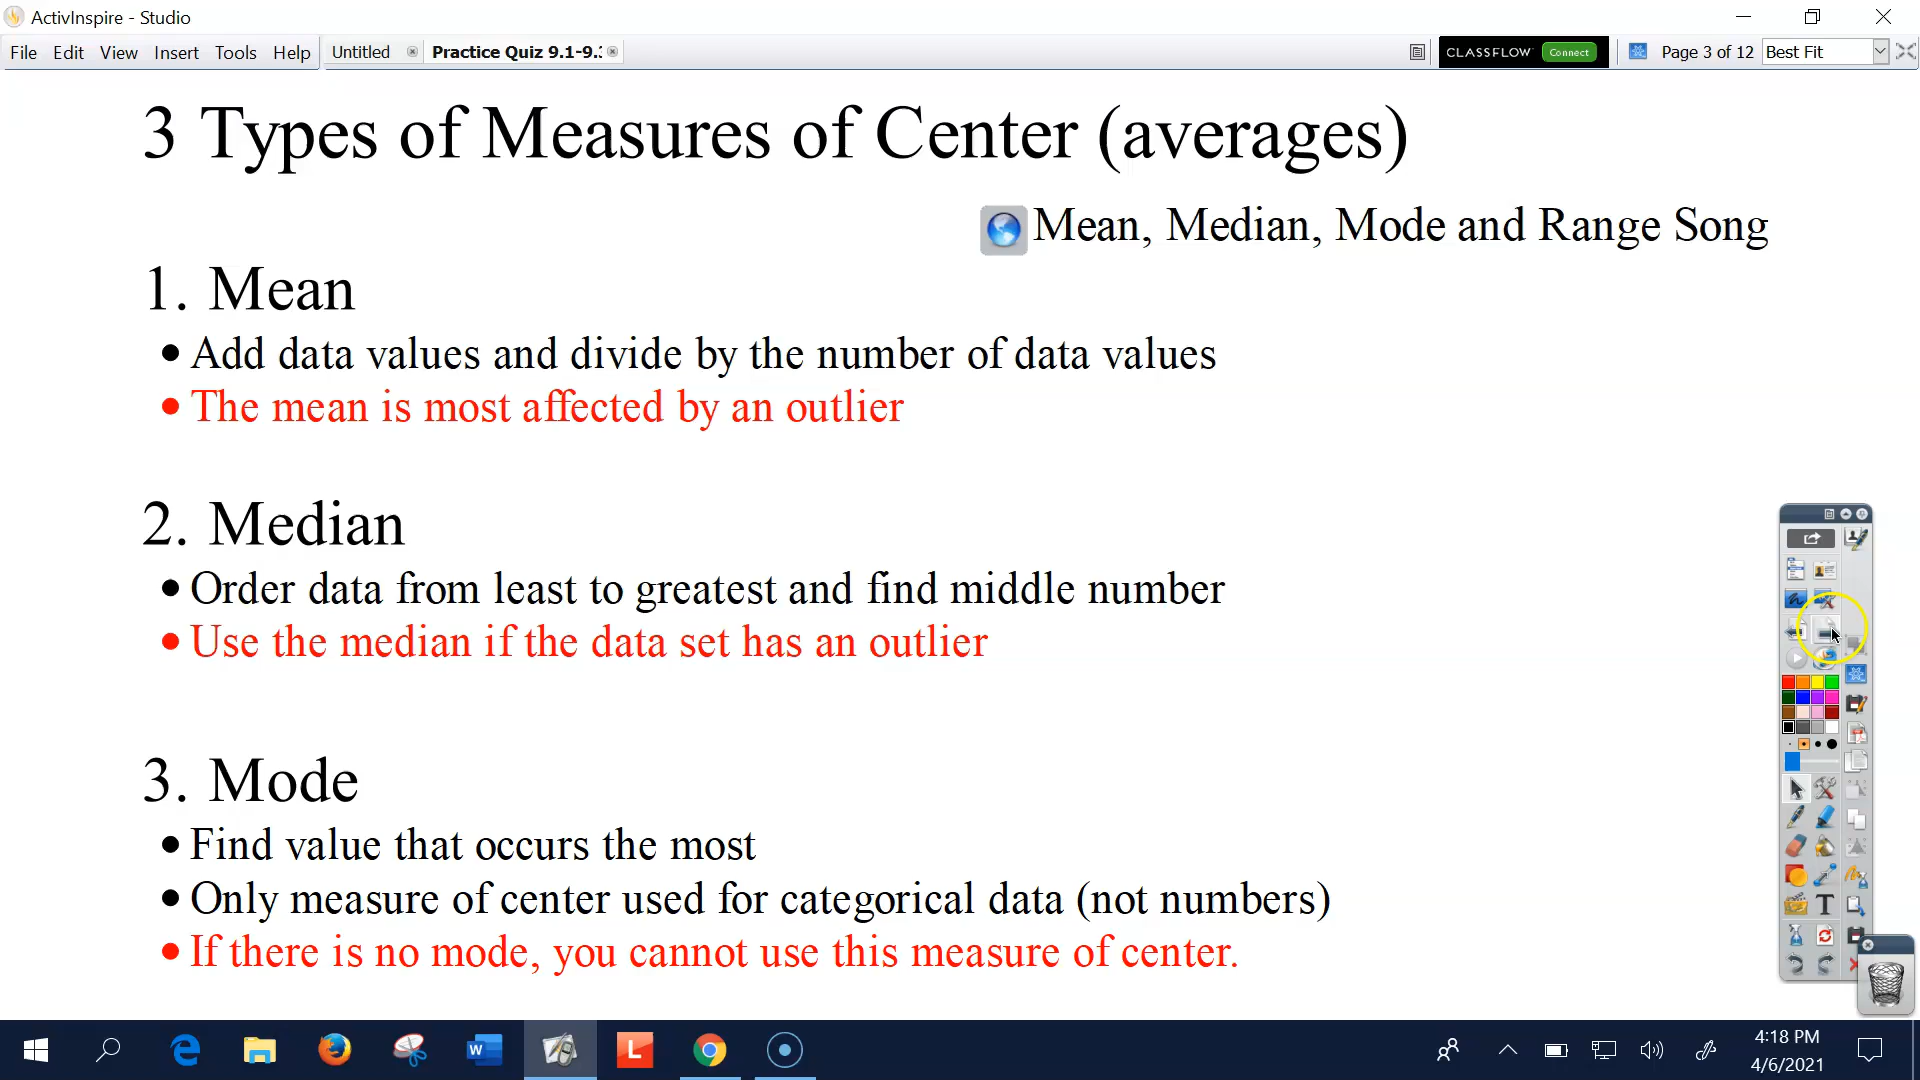 ActivInspire - Studio
File Edit View Insert Tools Help Untitled Practice Quiz 9.1-9. CLASSFLOW Connect Page 3 of 12 Best Fit
3 Types of Measures of Center (averages)
Mean, Median, Mode and Range Song
1. Mean
• Add data values and divide by the number of data values
• The mean is most affected by an outlier
2. Median
• Order data from least to greatest and find middle number
• Use the median if the data set has an outlier
3. Mode
• Find value that occurs the most
• Only measure of center used for categorical data (not numbers)
• If there is no mode, you cannot use this measure of center.
T
W
L
4:18 PM
4/6/2021